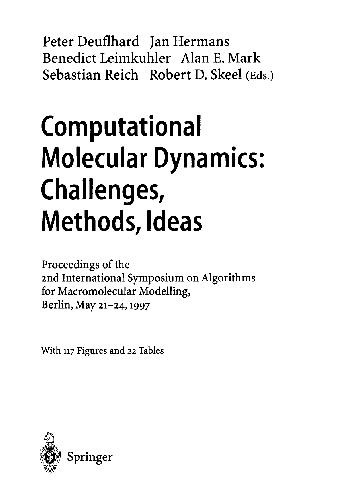 Peter Deuflhard Jan Hermans
Benedict Leimkuhler Alan E. Mark
Sebastian Reich Robert D. Skeel (Eds.)
Computational
Molecular Dynamics:
Challenges,
Methods, Ideas
Proceedings of the
2nd International Symposium on Algorithms
for Macromolecular Modelling,
Berlin, May 21–24, 1997
With 117 Figures and 22 Tables
Springer